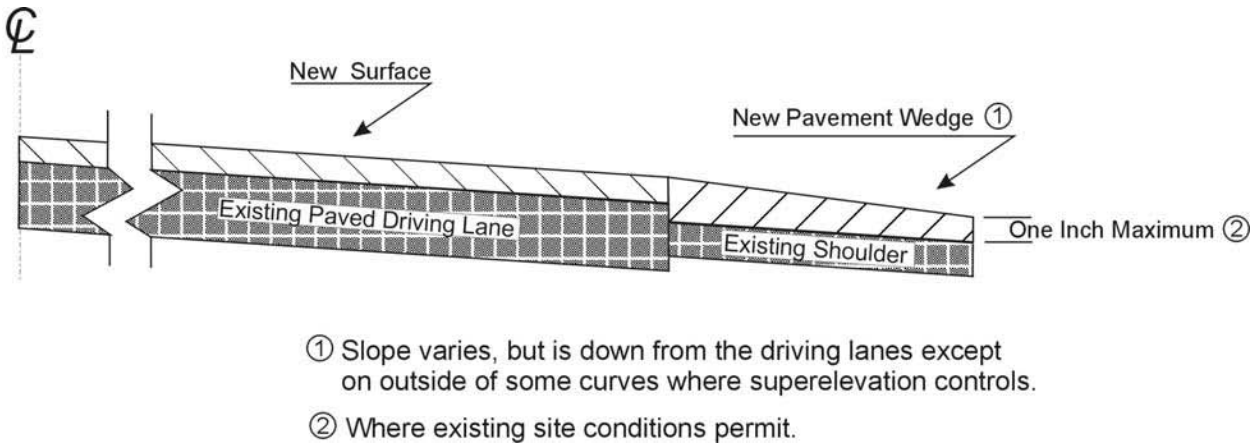 ℄
New Surface
New Pavement Wedge ①
Existing Paved Driving Lane
Existing Shoulder
One Inch Maximum ②
① Slope varies, but is down from the driving lanes except
on outside of some curves where superelevation controls.
② Where existing site conditions permit.